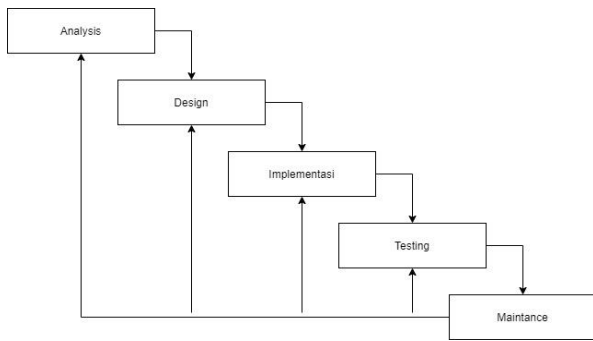 Analysis
Design
Implementasi
Testing
Maintance